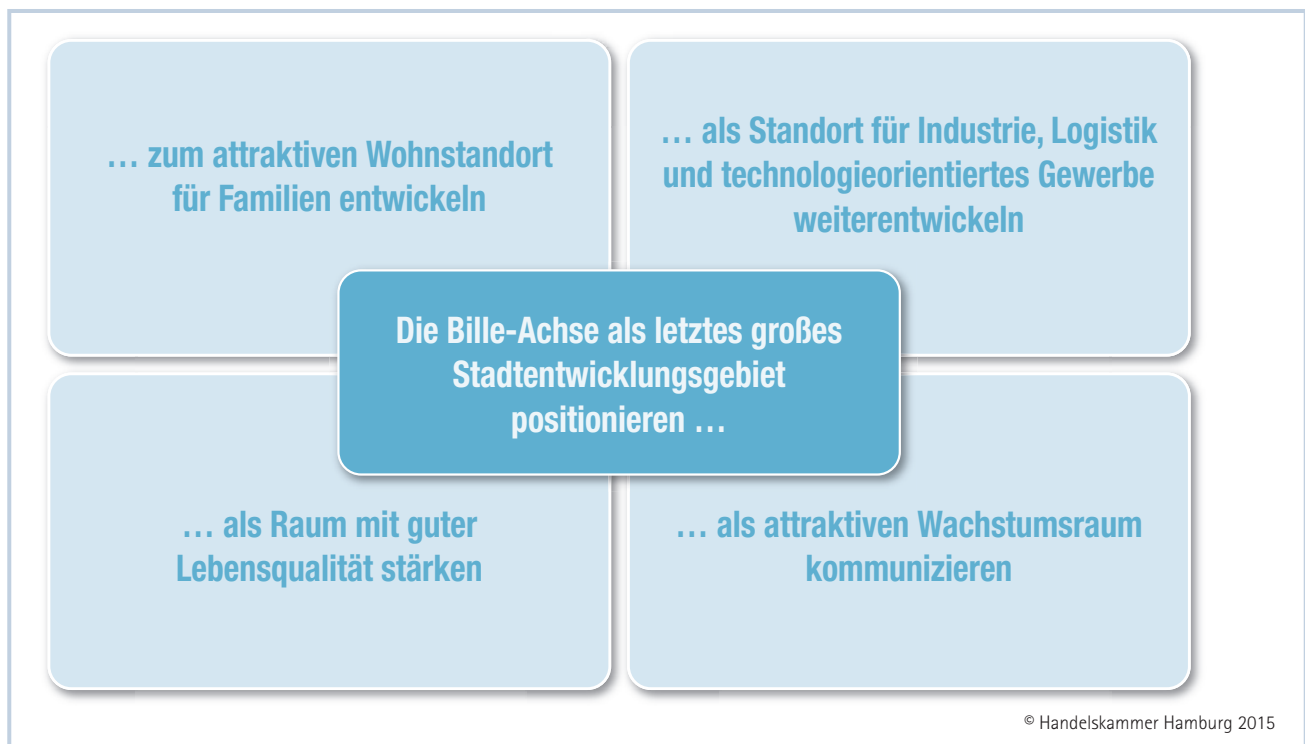 … zum attraktiven Wohnstandort
für Familien entwickeln
… als Standort für Industrie, Logistik
und technologieorientiertes Gewerbe
weiterentwickeln
Die Bille-Achse als letztes großes
Stadtentwicklungsgebiet
positionieren …
… als Raum mit guter
Lebensqualität stärken
… als attraktiven Wachstumsraum
kommunizieren
© Handelskammer Hamburg 2015